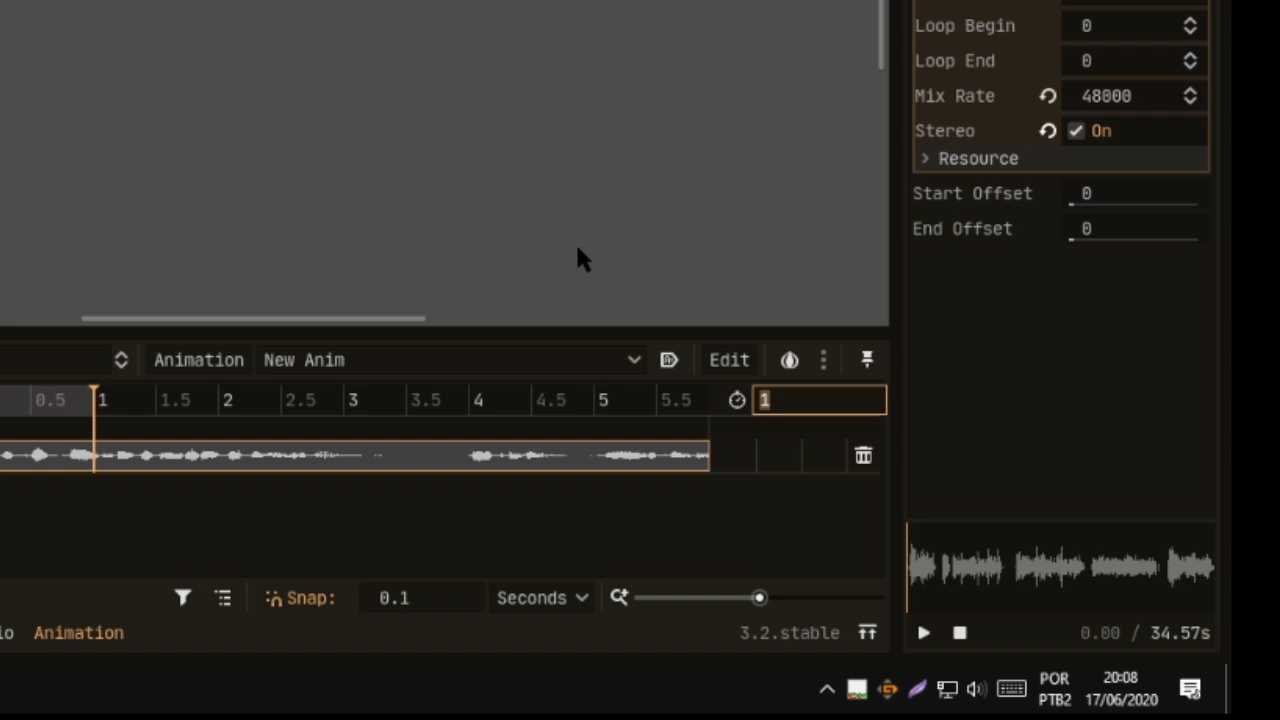 Loop Begin 0
Loop End 0
Mix Rate 48000
Stereo On
Resource
Start Offset 0
End Offset 0
Animation New Anim Edit
0.5 1 1.5 2 2.5 3 3.5 4 4.5 5 5.5 1
Snap: 0.1 Seconds
io Animation 3.2.stable
0.00 / 34.57s
POR 20:08
PTB2 17/06/2020